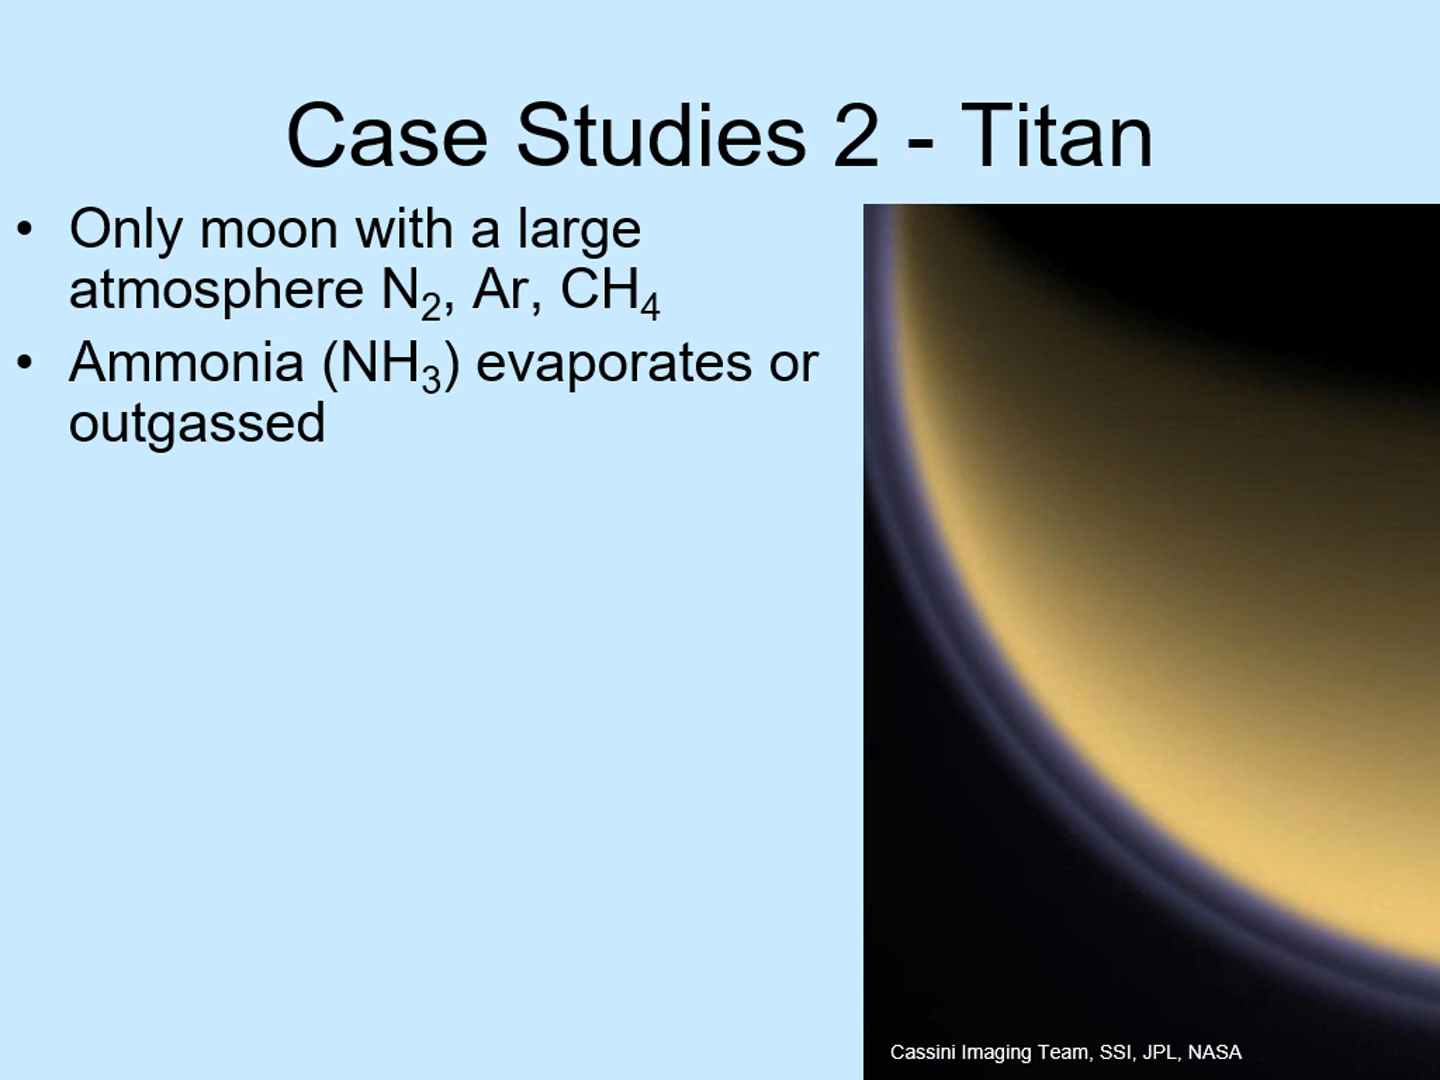 Case Studies 2 - Titan
• Only moon with a large
atmosphere N₂, Ar, CH₄
• Ammonia (NH₃) evaporates or
outgassed
Cassini Imaging Team, SSI, JPL, NASA